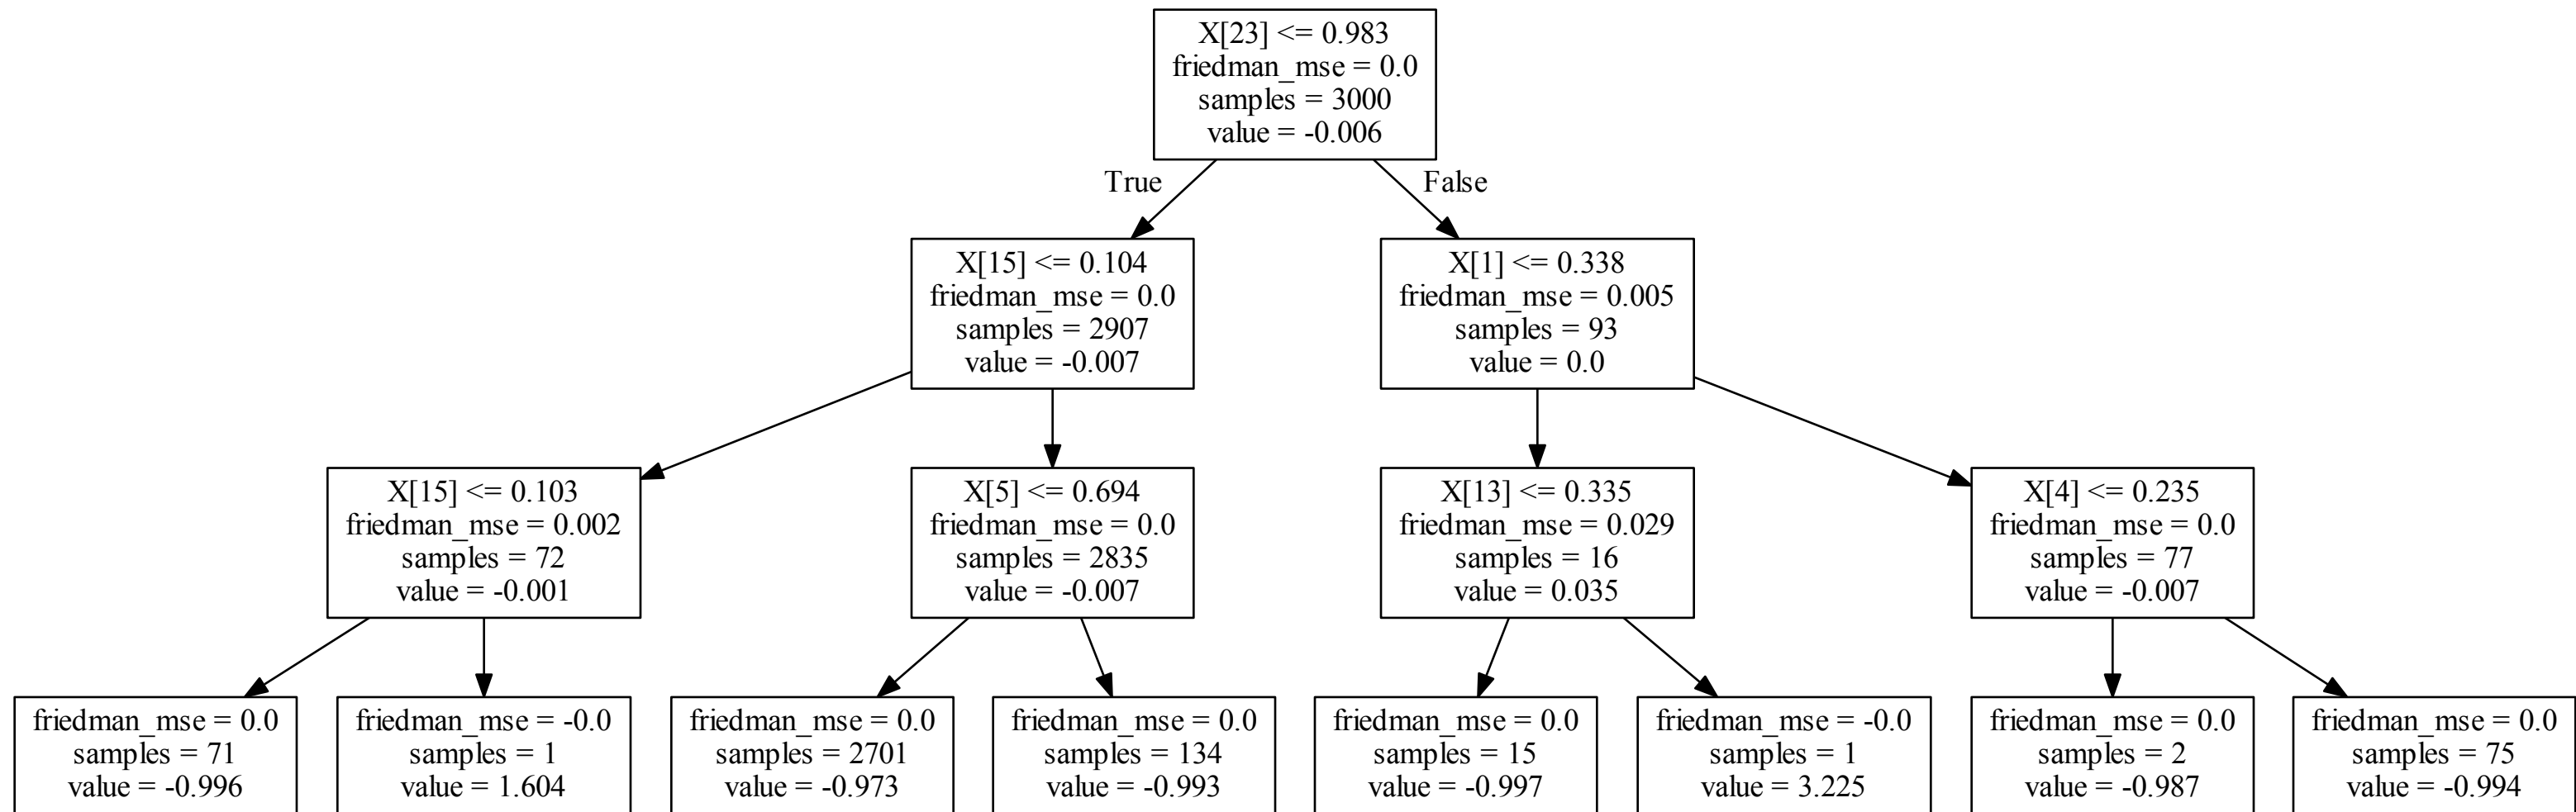 X[23] <= 0.983
friedman_mse = 0.0
samples = 3000
value = -0.006
True
False
X[15] <= 0.104
friedman_mse = 0.0
samples = 2907
value = -0.007
X[1] <= 0.338
friedman_mse = 0.005
samples = 93
value = 0.0
X[15] <= 0.103
friedman_mse = 0.002
samples = 72
value = -0.001
X[5] <= 0.694
friedman_mse = 0.0
samples = 2835
value = -0.007
X[13] <= 0.335
friedman_mse = 0.029
samples = 16
value = 0.035
X[4] <= 0.235
friedman_mse = 0.0
samples = 77
value = -0.007
friedman_mse = 0.0
samples = 71
value = -0.996
friedman_mse = -0.0
samples = 1
value = 1.604
friedman_mse = 0.0
samples = 2701
value = -0.973
friedman_mse = 0.0
samples = 134
value = -0.993
friedman_mse = 0.0
samples = 15
value = -0.997
friedman_mse = -0.0
samples = 1
value = 3.225
friedman_mse = 0.0
samples = 2
value = -0.987
friedman_mse = 0.0
samples = 75
value = -0.994